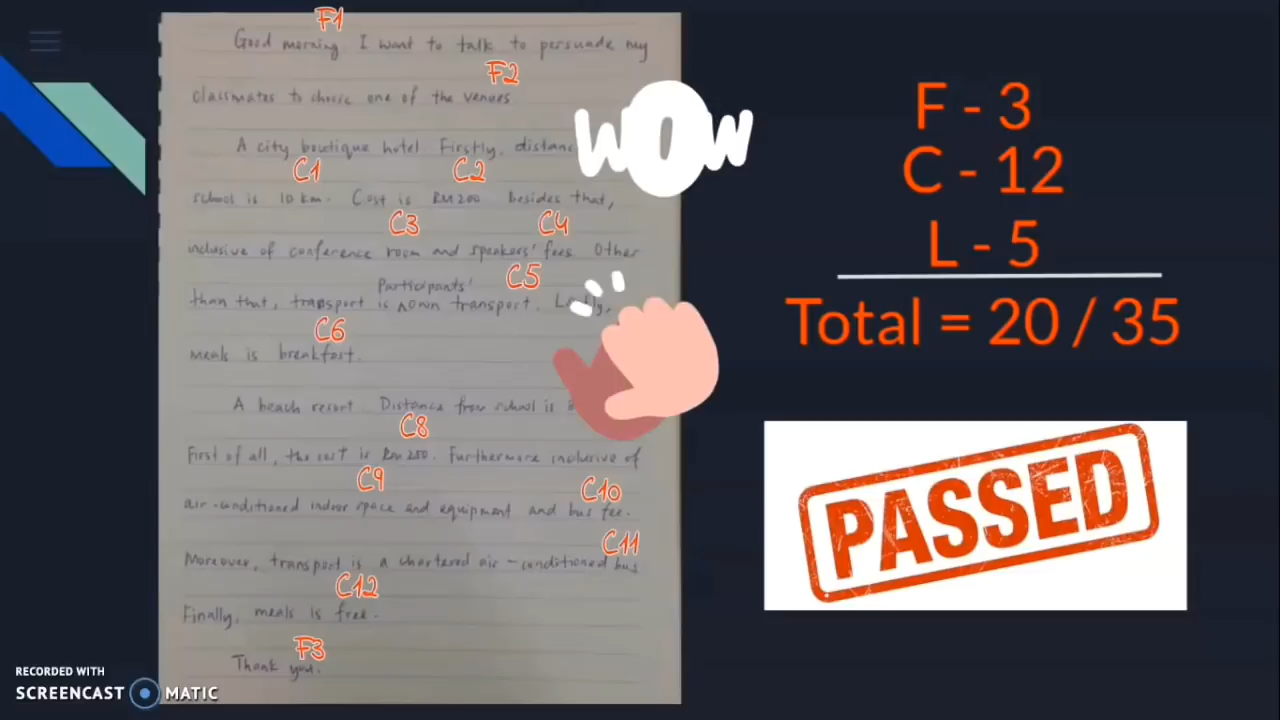 F1
Good morning. I want to talk to persuade my
F2
classmates to choose one of the venues
A city boutique hotel Firstly, distanc
C1 C2
school is 10 km. Cost is RM 200 Besides that,
C3 C4
inclusive of conference room and speakers' fees. Other
Participants' C5
than that, transport is own transport.
C6
meals is breakfast.
A beach resort Distance from school is
C8
First of all, the cost is RM 250. Furthermore inclusive of
C9 C10
air-conditioned indoor space and equipment and bus fee.
C11
Moreover, transport is a chartered air-conditioned bus
C12
Finally, meals is free.
F3
Thank you.
WOW
F - 3
C - 12
L - 5
Total = 20 / 35
PASSED
RECORDED WITH
SCREENCAST MATIC